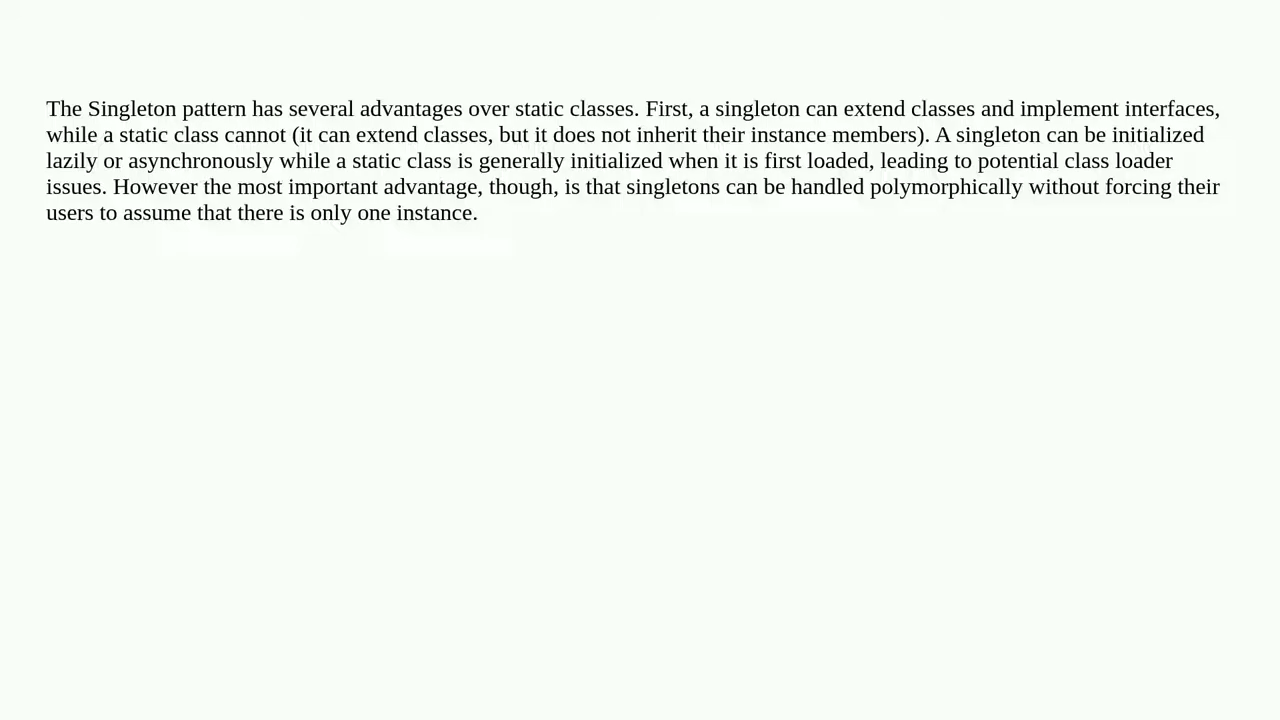 The Singleton pattern has several advantages over static classes. First, a singleton can extend classes and implement interfaces,
while a static class cannot (it can extend classes, but it does not inherit their instance members). A singleton can be initialized
lazily or asynchronously while a static class is generally initialized when it is first loaded, leading to potential class loader
issues. However the most important advantage, though, is that singletons can be handled polymorphically without forcing their
users to assume that there is only one instance.